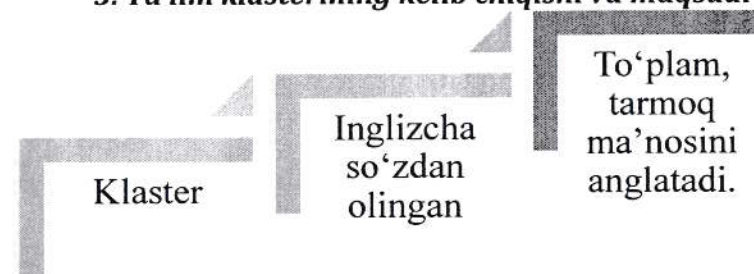 Klaster
Inglizcha
so‘zdan
olingan
To‘plam,
tarmoq
ma’nosini
anglatadi.